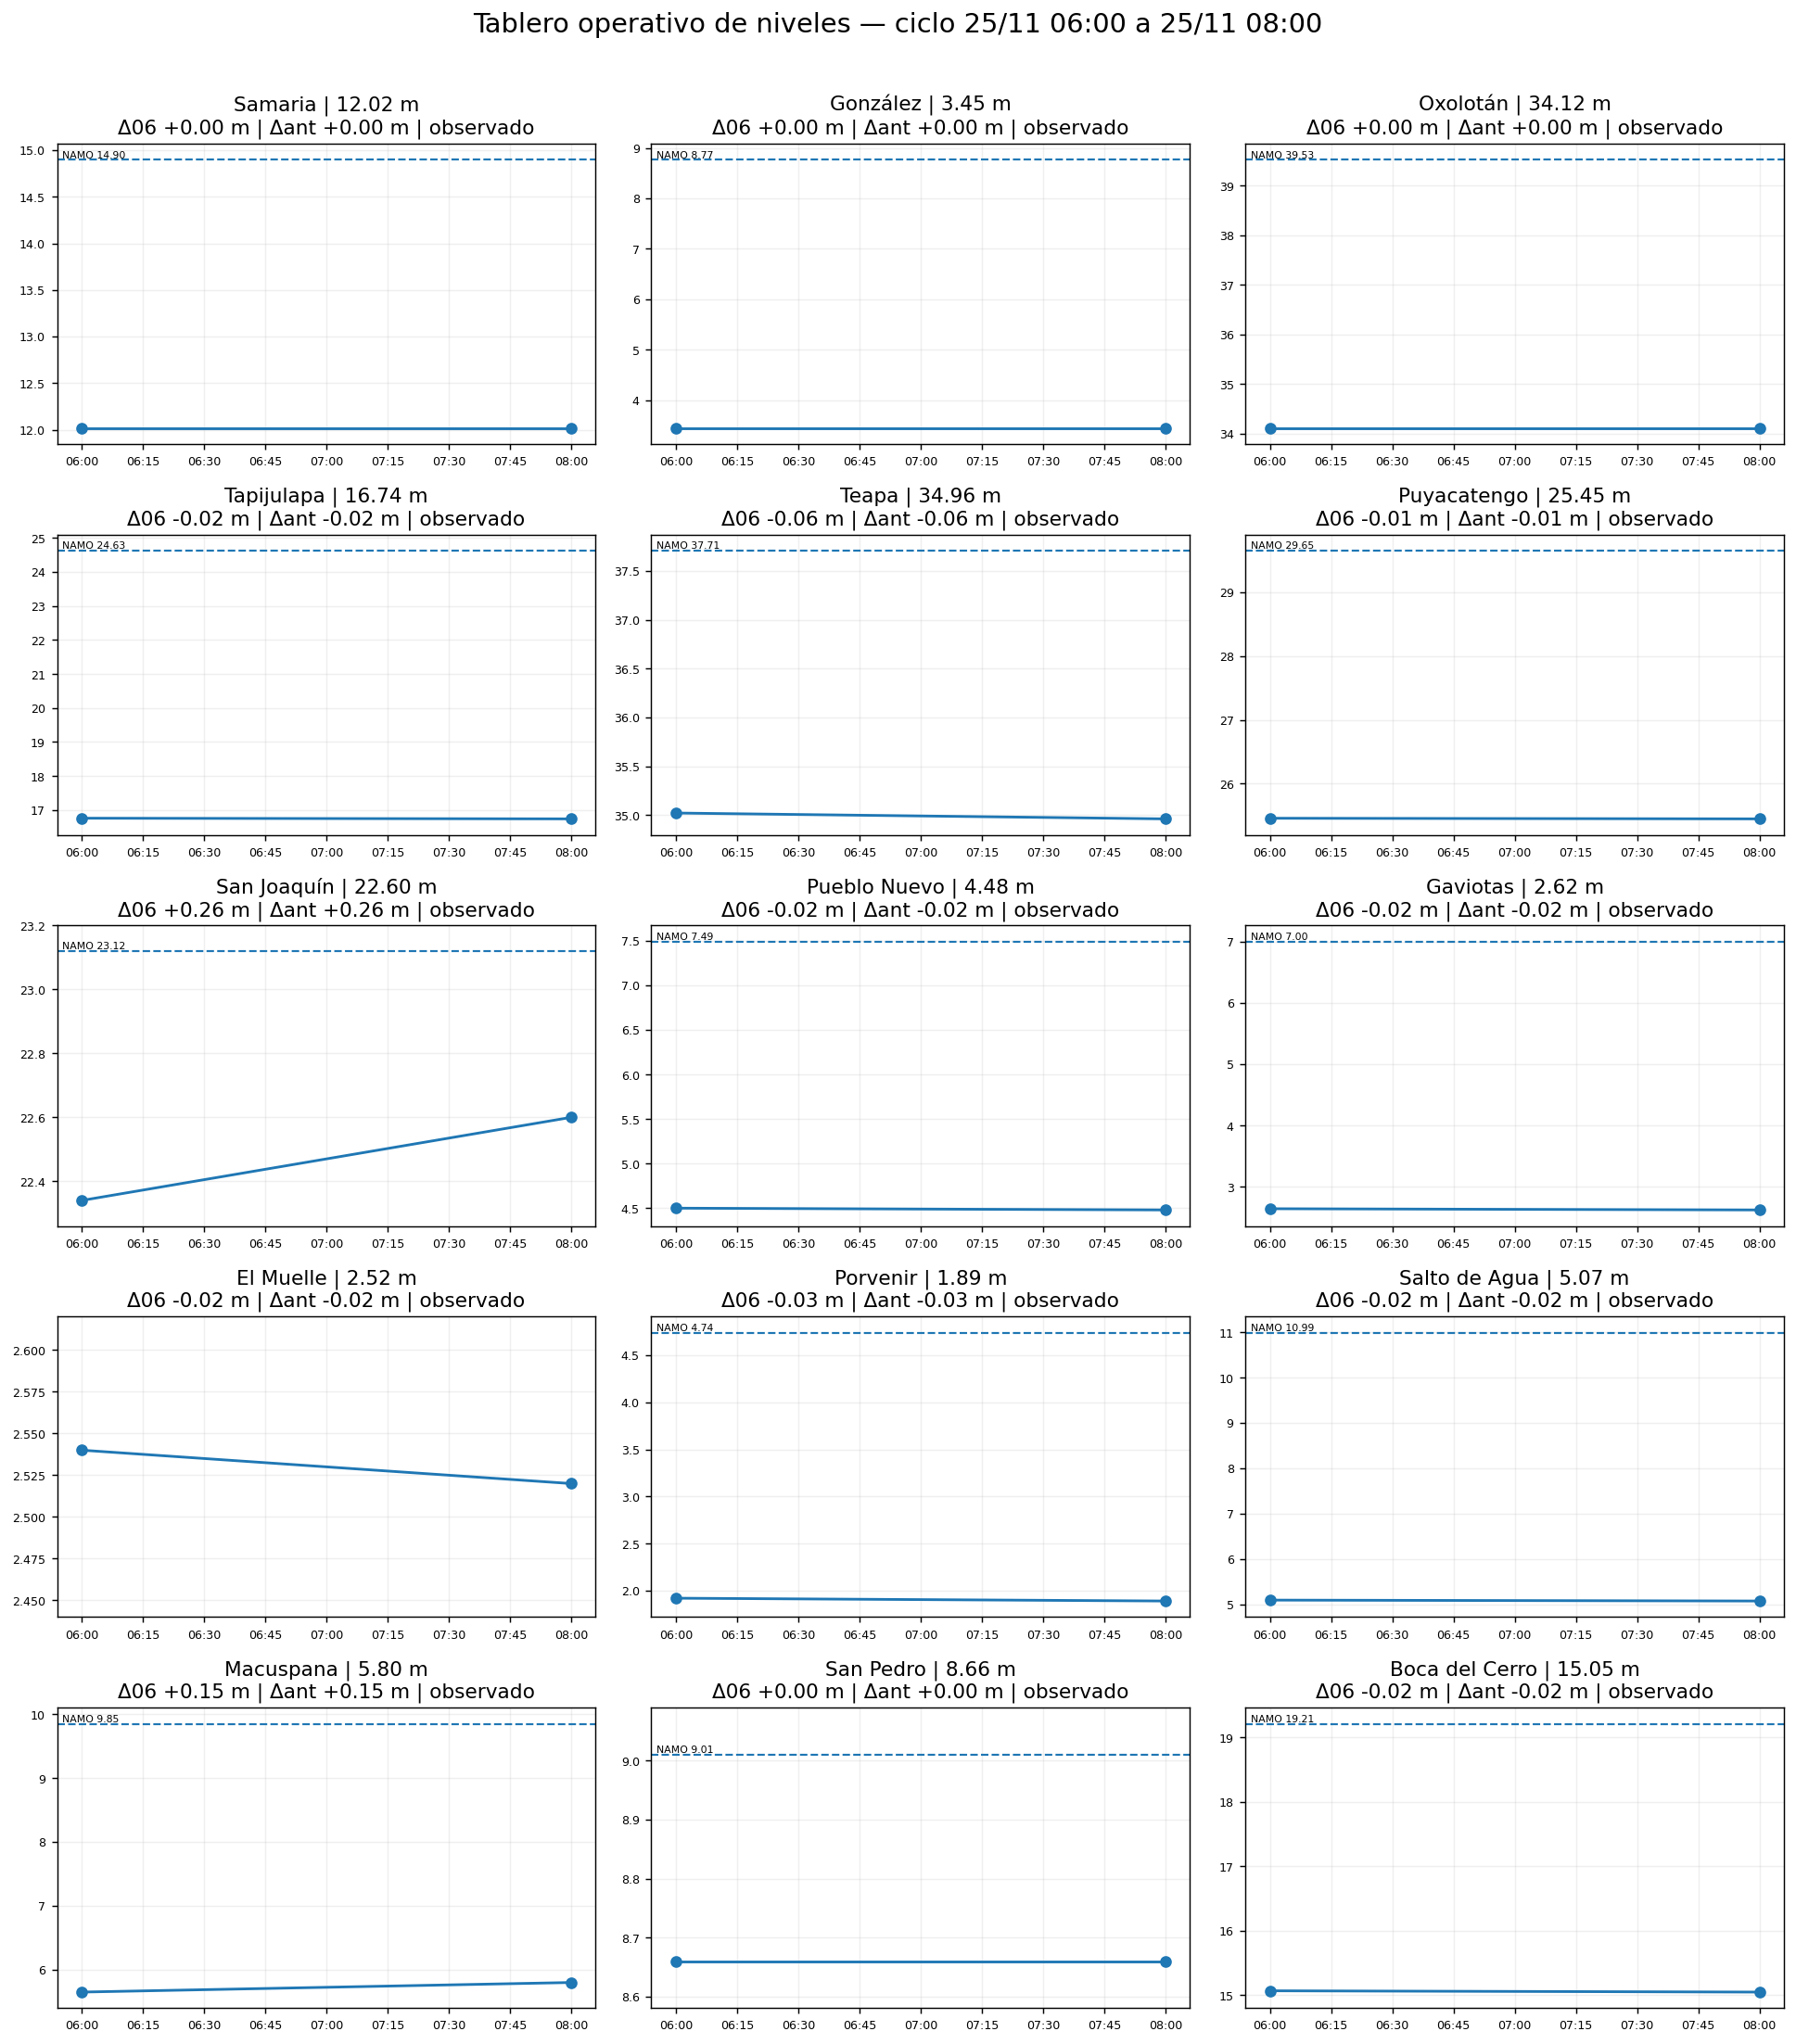 Tablero operativo de niveles — ciclo 25/11 06:00 a 25/11 08:00
Samaria | 12.02 m
Δ06 +0.00 m | Δant +0.00 m | observado
NAMO 14.90
15.0
14.5
14.0
13.5
13.0
12.5
12.0
06:00 06:15 06:30 06:45 07:00 07:15 07:30 07:45 08:00
González | 3.45 m
Δ06 +0.00 m | Δant +0.00 m | observado
NAMO 8.77
9
8
7
6
5
4
06:00 06:15 06:30 06:45 07:00 07:15 07:30 07:45 08:00
Oxolotán | 34.12 m
Δ06 +0.00 m | Δant +0.00 m | observado
NAMO 39.53
39
38
37
36
35
34
06:00 06:15 06:30 06:45 07:00 07:15 07:30 07:45 08:00
Tapijulapa | 16.74 m
Δ06 -0.02 m | Δant -0.02 m | observado
NAMO 24.63
25
24
23
22
21
20
19
18
17
06:00 06:15 06:30 06:45 07:00 07:15 07:30 07:45 08:00
Teapa | 34.96 m
Δ06 -0.06 m | Δant -0.06 m | observado
NAMO 37.71
37.5
37.0
36.5
36.0
35.5
35.0
06:00 06:15 06:30 06:45 07:00 07:15 07:30 07:45 08:00
Puyacatengo | 25.45 m
Δ06 -0.01 m | Δant -0.01 m | observado
NAMO 29.65
29
28
27
26
06:00 06:15 06:30 06:45 07:00 07:15 07:30 07:45 08:00
San Joaquín | 22.60 m
Δ06 +0.26 m | Δant +0.26 m | observado
23.2
NAMO 23.12
23.0
22.8
22.6
22.4
06:00 06:15 06:30 06:45 07:00 07:15 07:30 07:45 08:00
Pueblo Nuevo | 4.48 m
Δ06 -0.02 m | Δant -0.02 m | observado
NAMO 7.49
7.5
7.0
6.5
6.0
5.5
5.0
4.5
06:00 06:15 06:30 06:45 07:00 07:15 07:30 07:45 08:00
Gaviotas | 2.62 m
Δ06 -0.02 m | Δant -0.02 m | observado
NAMO 7.00
7
6
5
4
3
06:00 06:15 06:30 06:45 07:00 07:15 07:30 07:45 08:00
El Muelle | 2.52 m
Δ06 -0.02 m | Δant -0.02 m | observado
2.600
2.575
2.550
2.525
2.500
2.475
2.450
06:00 06:15 06:30 06:45 07:00 07:15 07:30 07:45 08:00
Porvenir | 1.89 m
Δ06 -0.03 m | Δant -0.03 m | observado
NAMO 4.74
4.5
4.0
3.5
3.0
2.5
2.0
06:00 06:15 06:30 06:45 07:00 07:15 07:30 07:45 08:00
Salto de Agua | 5.07 m
Δ06 -0.02 m | Δant -0.02 m | observado
NAMO 10.99
11
10
9
8
7
6
5
06:00 06:15 06:30 06:45 07:00 07:15 07:30 07:45 08:00
Macuspana | 5.80 m
Δ06 +0.15 m | Δant +0.15 m | observado
NAMO 9.85
10
9
8
7
6
06:00 06:15 06:30 06:45 07:00 07:15 07:30 07:45 08:00
San Pedro | 8.66 m
Δ06 +0.00 m | Δant +0.00 m | observado
NAMO 9.01
9.0
8.9
8.8
8.7
8.6
06:00 06:15 06:30 06:45 07:00 07:15 07:30 07:45 08:00
Boca del Cerro | 15.05 m
Δ06 -0.02 m | Δant -0.02 m | observado
NAMO 19.21
19
18
17
16
15
06:00 06:15 06:30 06:45 07:00 07:15 07:30 07:45 08:00